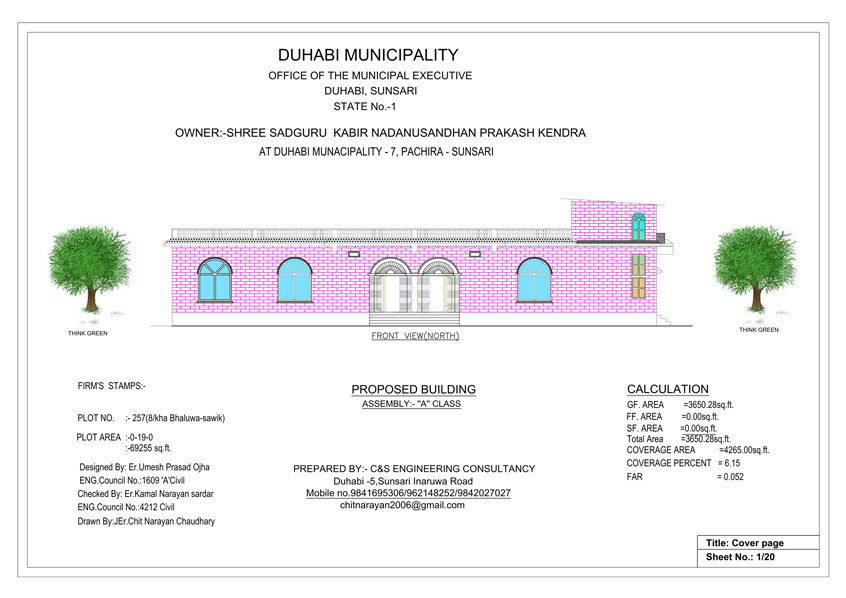 DUHABI MUNICIPALITY
OFFICE OF THE MUNICIPAL EXECUTIVE
DUHABI, SUNSARI
STATE No.-1
OWNER:-SHREE SADGURU KABIR NADANUSANDHAN PRAKASH KENDRA
AT DUHABI MUNACIPALITY - 7, PACHIRA - SUNSARI
THINK GREEN
FRONT VIEW(NORTH)
THINK GREEN
FIRM'S STAMPS:-
PLOT NO. :- 257(8/kha Bhaluwa-sawik)
PLOT AREA :-0-19-0
:-69255 sq.ft.
Designed By: Er.Umesh Prasad Ojha
ENG.Council No.:1609 'A'Civil
Checked By: Er.Kamal Narayan sardar
ENG.Council No.:4212 Civil
Drawn By:JEr.Chit Narayan Chaudhary
PROPOSED BUILDING
ASSEMBLY:- "A" CLASS
PREPARED BY:- C&S ENGINEERING CONSULTANCY
Duhabi -5,Sunsari Inaruwa Road
Mobile no.9841695306/962148252/9842027027
chitnarayan2006@gmail.com
CALCULATION
GF. AREA =3650.28sq.ft.
FF. AREA =0.00sq.ft.
SF. AREA =0.00sq.ft.
Total Area =3650.28sq.ft.
COVERAGE AREA =4265.00sq.ft.
COVERAGE PERCENT = 6.15
FAR = 0.052
Title: Cover page
Sheet No.: 1/20